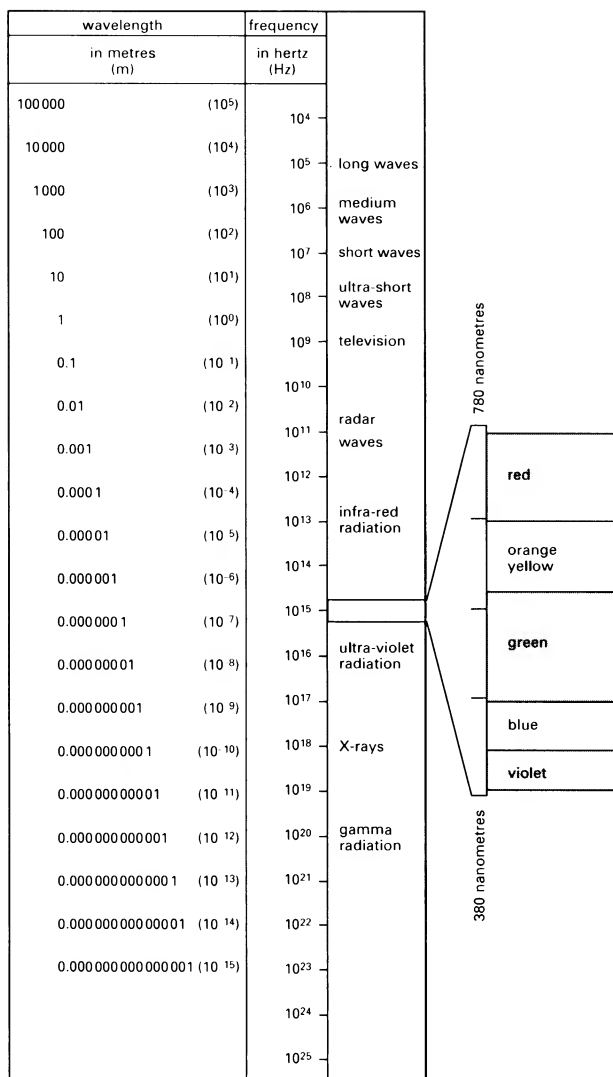 wavelength frequency
in metres in hertz
(m) (Hz)
100000 (10⁵)
10⁴
10000 (10⁴)
10⁵ long waves
1000 (10³)
10⁶ medium
waves
100 (10²)
10⁷ short waves
10 (10¹)
10⁸ ultra-short
waves
1 (10⁰)
10⁹ television
0.1 (10⁻¹)
10¹⁰
0.01 (10⁻²)
10¹¹ radar
waves
0.001 (10⁻³)
10¹²
0.0001 (10⁻⁴)
10¹³ infra-red
radiation
0.00001 (10⁻⁵)
10¹⁴
0.000001 (10⁻⁶)
10¹⁵
0.0000001 (10⁻⁷)
10¹⁶ ultra-violet
radiation
0.00000001 (10⁻⁸)
10¹⁷
0.000000001 (10⁻⁹)
10¹⁸ X-rays
0.0000000001 (10⁻¹⁰)
10¹⁹
0.00000000001 (10⁻¹¹)
10²⁰ gamma
radiation
0.000000000001 (10⁻¹²)
10²¹
0.0000000000001 (10⁻¹³)
10²²
0.00000000000001 (10⁻¹⁴)
10²³
0.000000000000001 (10⁻¹⁵)
10²⁴
10²⁵
780 nanometres
red
orange
yellow
green
blue
violet
380 nanometres